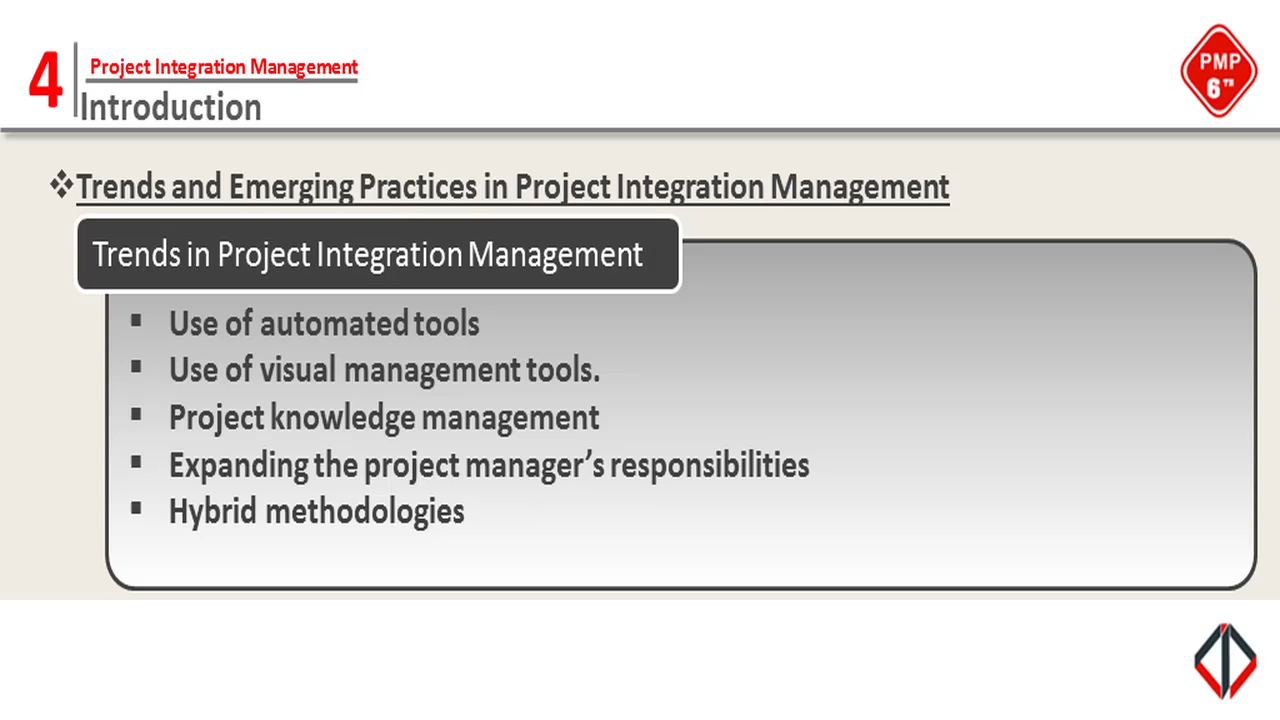 4
Project Integration Management
Introduction
PMP
6TH
Trends and Emerging Practices in Project Integration Management
Trends in Project Integration Management
Use of automated tools
Use of visual management tools.
Project knowledge management
Expanding the project manager's responsibilities
Hybrid methodologies